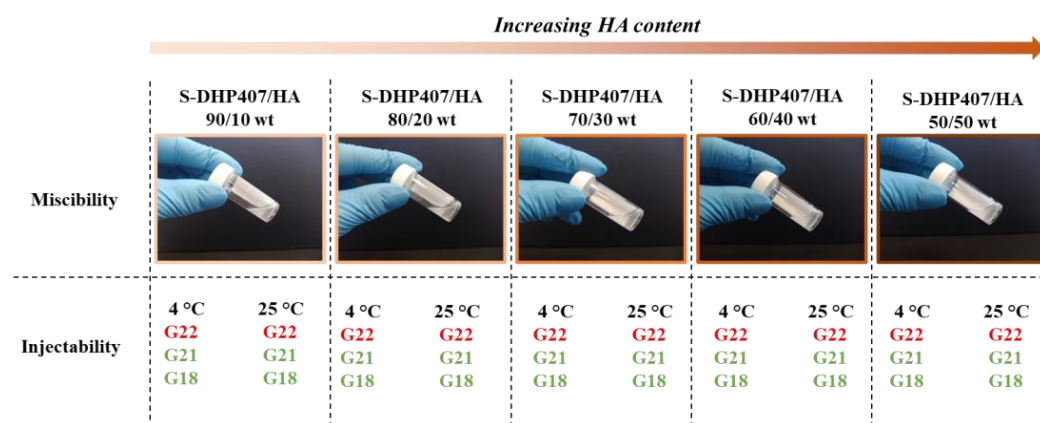 Increasing HA content
S-DHP407/HA S-DHP407/HA S-DHP407/HA S-DHP407/HA S-DHP407/HA
90/10 wt 80/20 wt 70/30 wt 60/40 wt 50/50 wt
Miscibility
4 °C 25 °C 4 °C 25 °C 4 °C 25 °C 4 °C 25 °C 4 °C 25 °C
G22 G22 G22 G22 G22 G22 G22 G22 G22 G22
Injectability
G21 G21 G21 G21 G21 G21 G21 G21 G21 G21
G18 G18 G18 G18 G18 G18 G18 G18 G18 G18